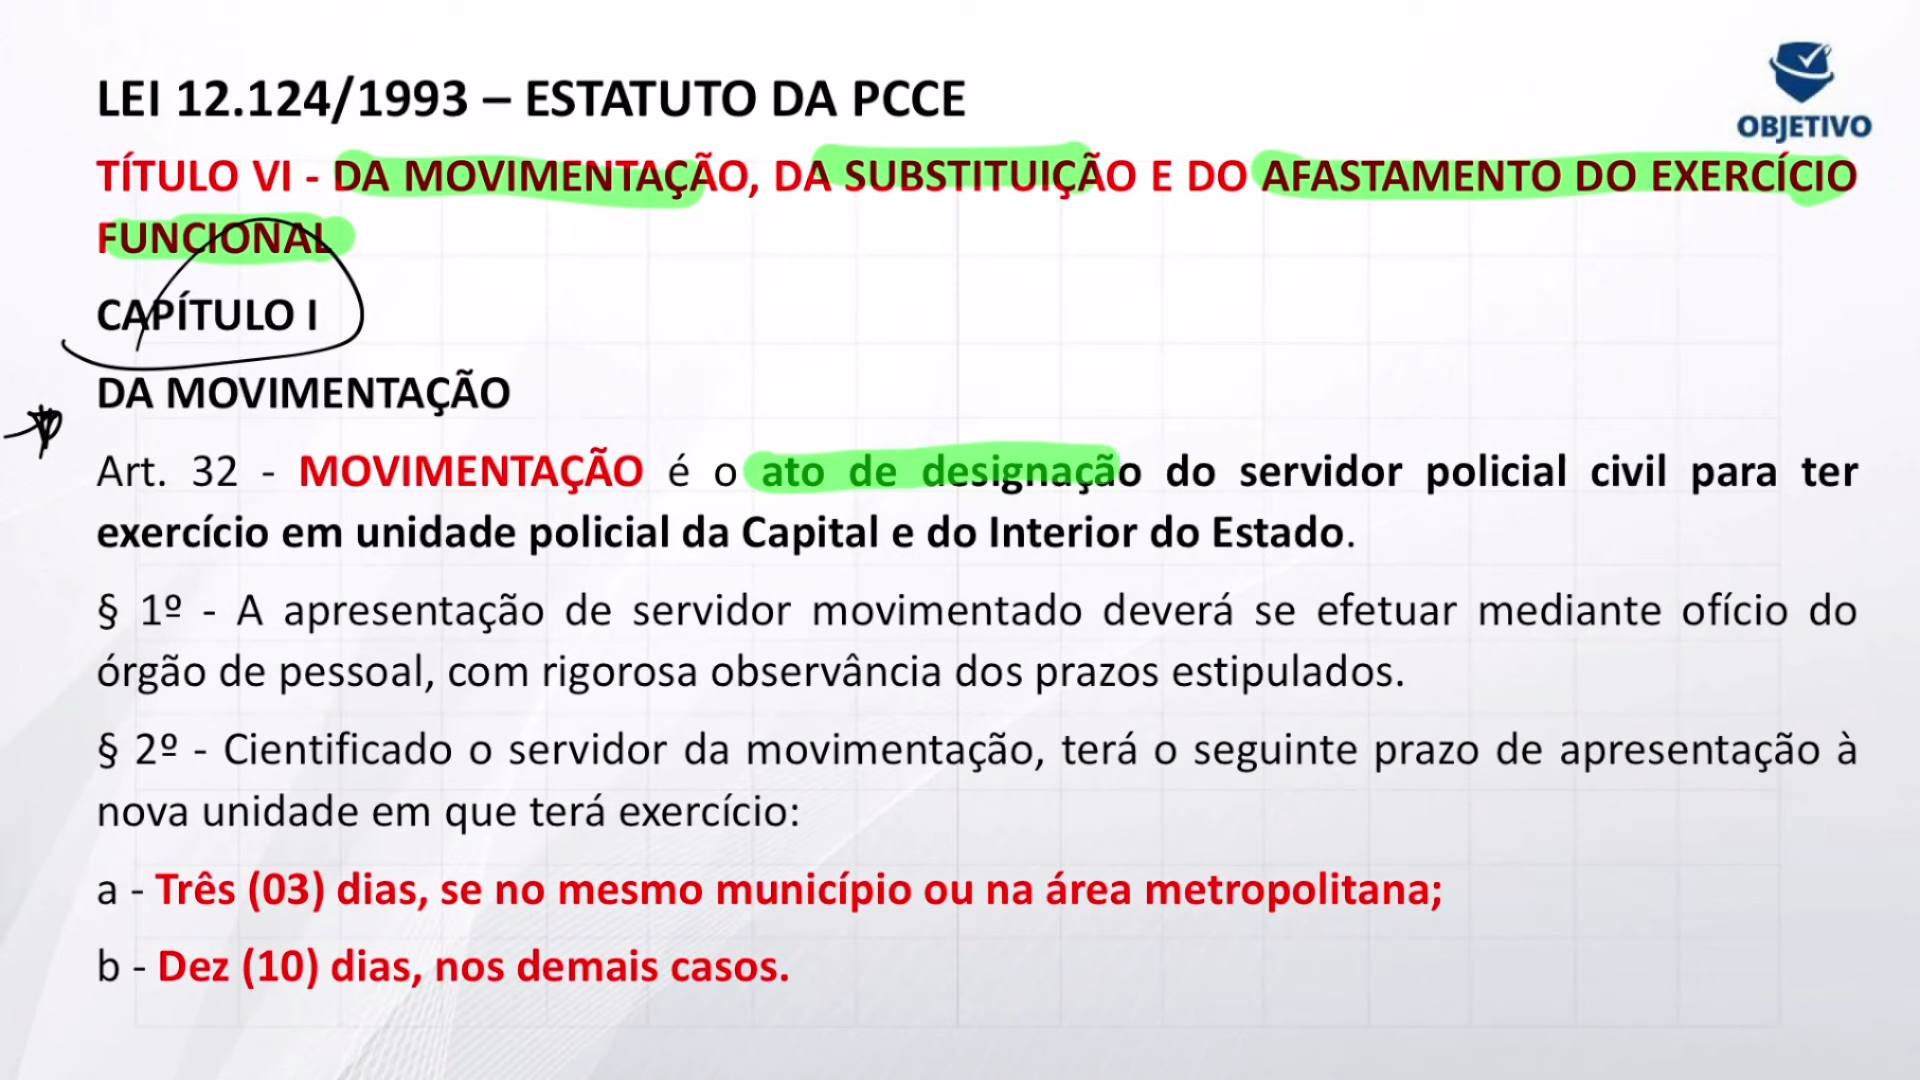 LEI 12.124/1993 – ESTATUTO DA PCCE
OBJETIVO
TÍTULO VI - DA MOVIMENTAÇÃO, DA SUBSTITUIÇÃO E DO AFASTAMENTO DO EXERCÍCIO
FUNCIONAL
CAPÍTULO I
DA MOVIMENTAÇÃO
Art. 32 - MOVIMENTAÇÃO é o ato de designação do servidor policial civil para ter
exercício em unidade policial da Capital e do Interior do Estado.
§ 1º - A apresentação de servidor movimentado deverá se efetuar mediante ofício do
órgão de pessoal, com rigorosa observância dos prazos estipulados.
§ 2º - Cientificado o servidor da movimentação, terá o seguinte prazo de apresentação à
nova unidade em que terá exercício:
a - Três (03) dias, se no mesmo município ou na área metropolitana;
b - Dez (10) dias, nos demais casos.